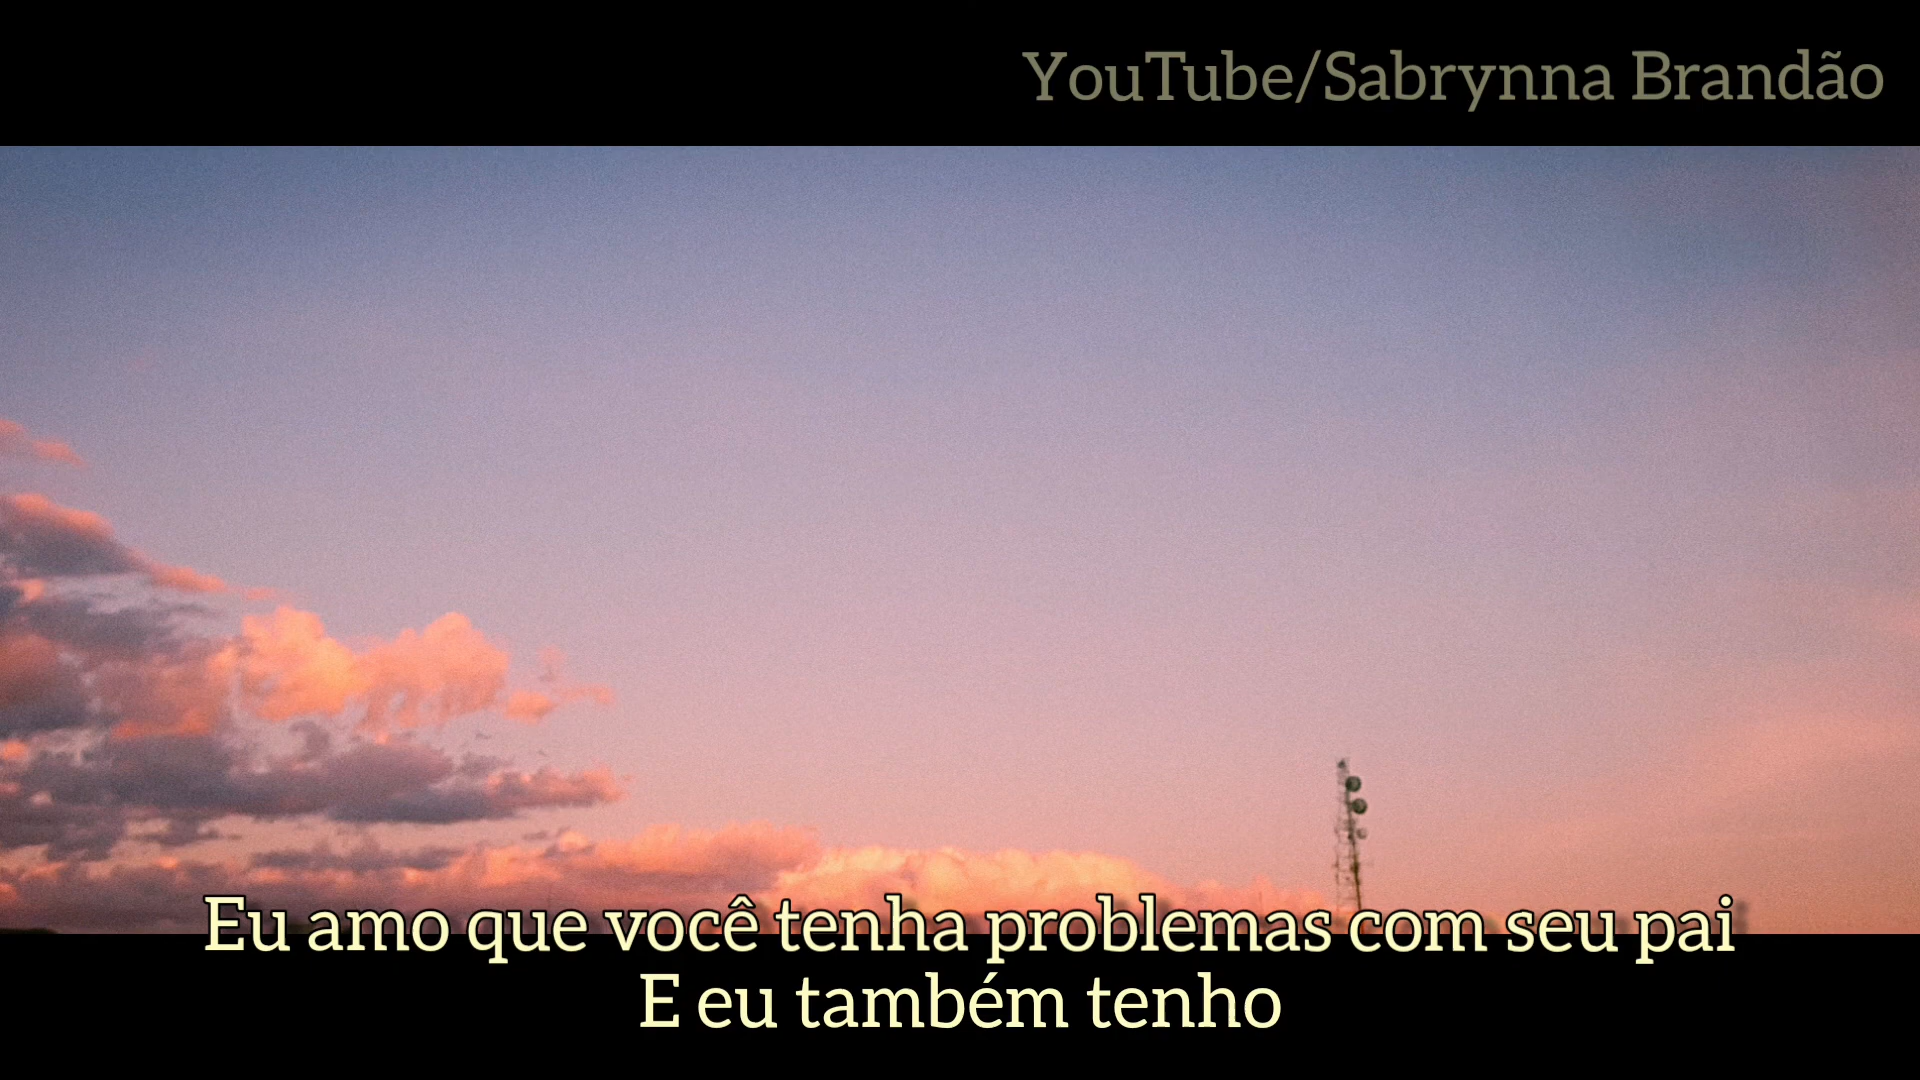 YouTube/Sabrynna Brandão
Eu amo que você tenha problemas com seu pai
E eu também tenho